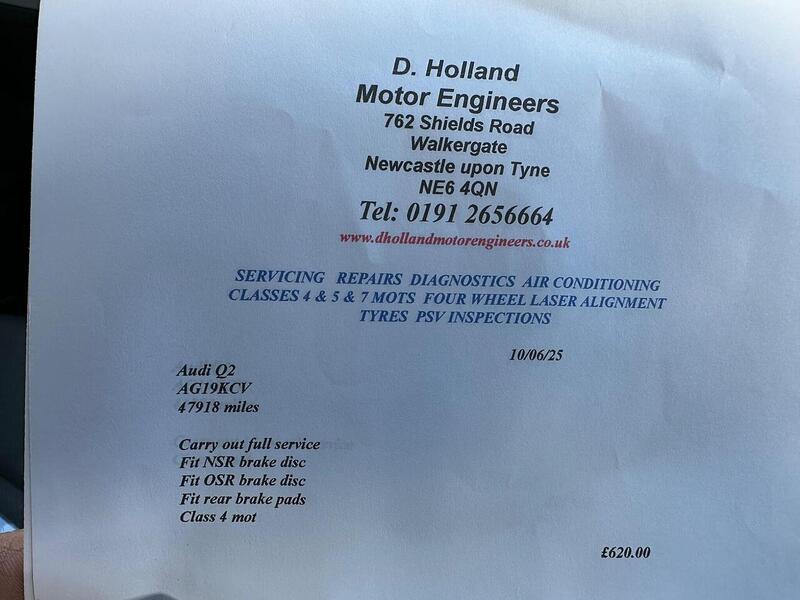 D. Holland
Motor Engineers
762 Shields Road
Walkergate
Newcastle upon Tyne
NE6 4QN
Tel: 0191 2656664
www.dhollandmotorengineers.co.uk
SERVICING REPAIRS DIAGNOSTICS AIR CONDITIONING
CLASSES 4 & 5 & 7 MOTS FOUR WHEEL LASER ALIGNMENT
TYRES PSV INSPECTIONS
10/06/25
Audi Q2
AG19KCV
47918 miles
Carry out full service
Fit NSR brake disc
Fit OSR brake disc
Fit rear brake pads
Class 4 mot
£620.00